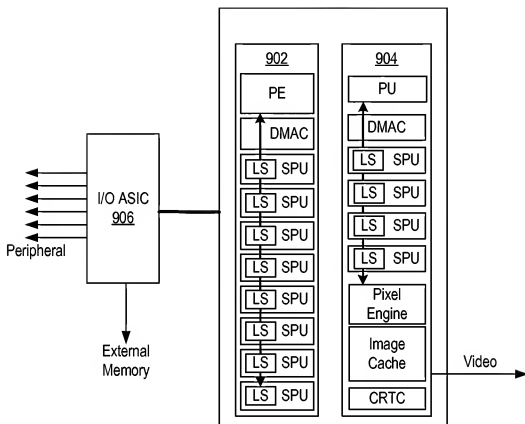 902
PE
DMAC
LS SPU
LS SPU
LS SPU
LS SPU
LS SPU
LS SPU
LS SPU
LS SPU
904
PU
DMAC
LS SPU
LS SPU
LS SPU
LS SPU
Pixel
Engine
Image
Cache
CRTC
I/O ASIC
906
Peripheral
External
Memory
Video